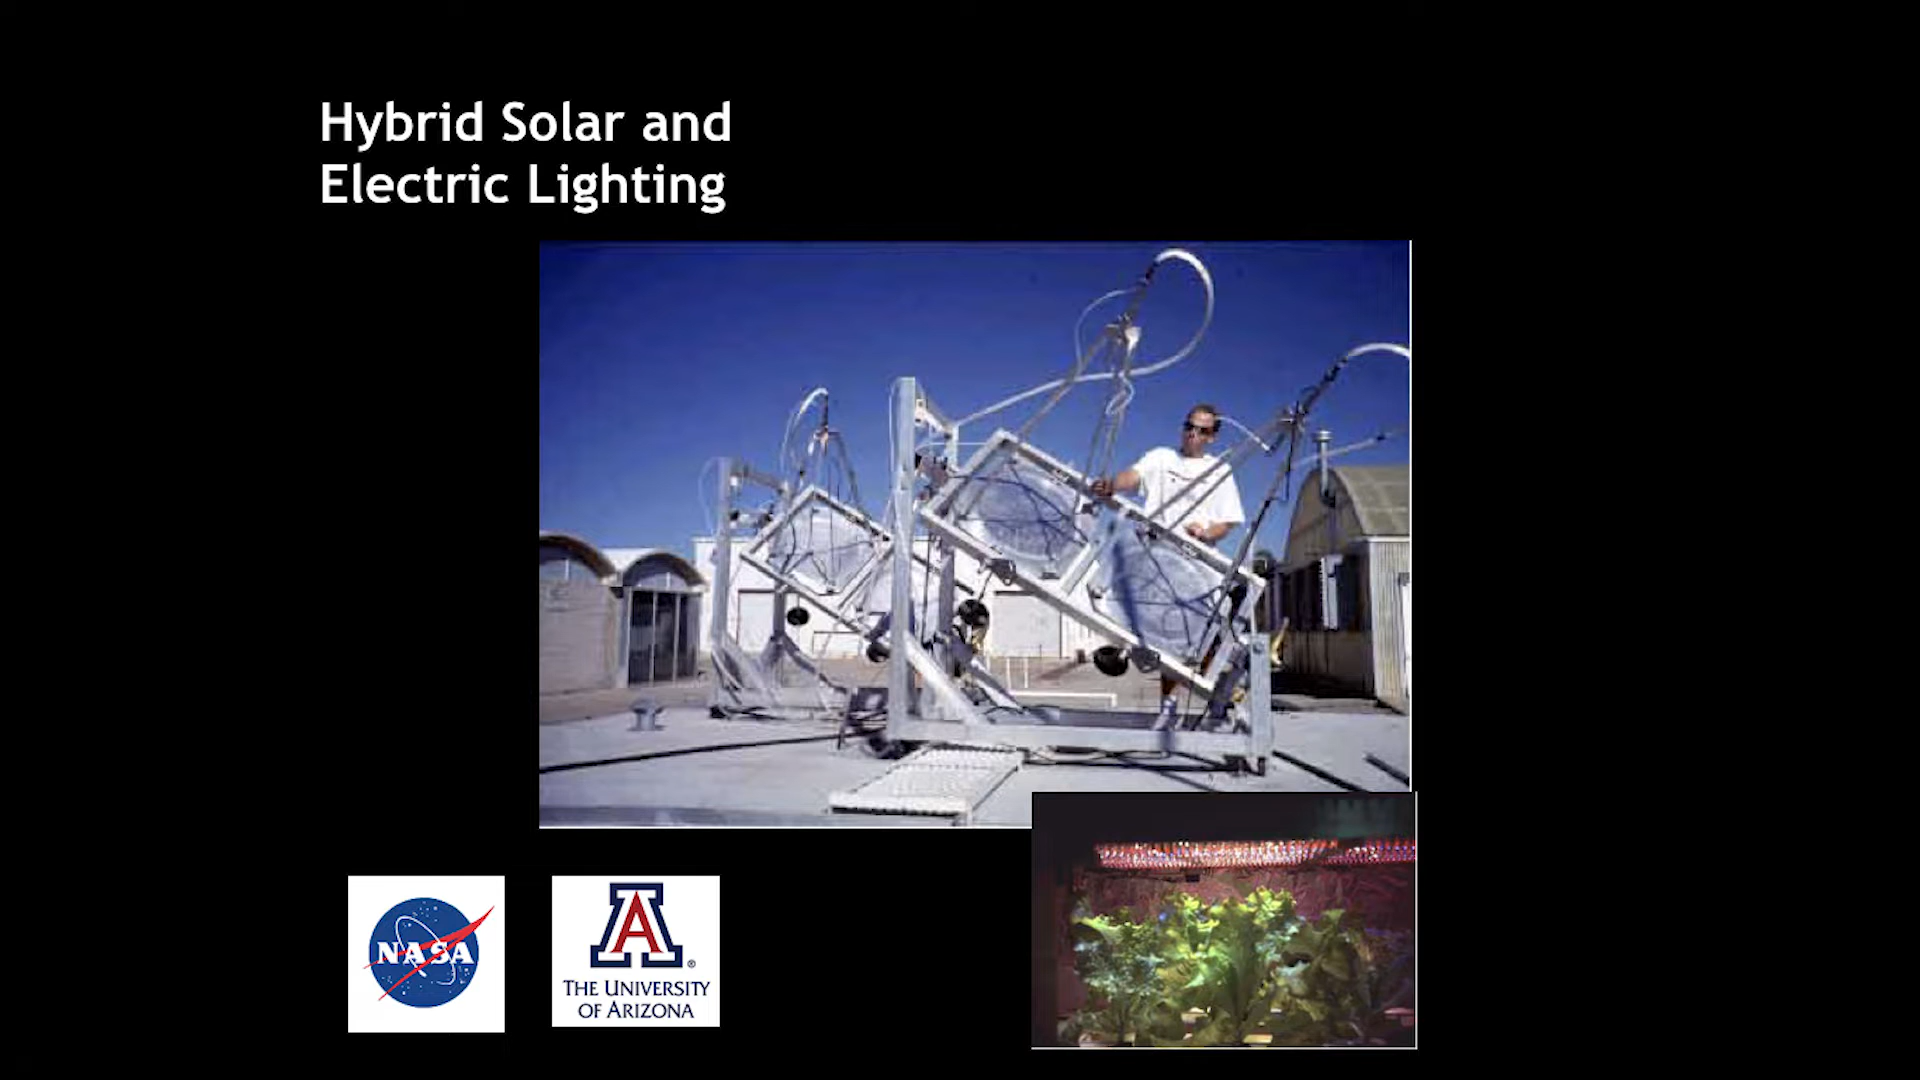 Hybrid Solar and
Electric Lighting
NASA
A
®
THE UNIVERSITY
OF ARIZONA